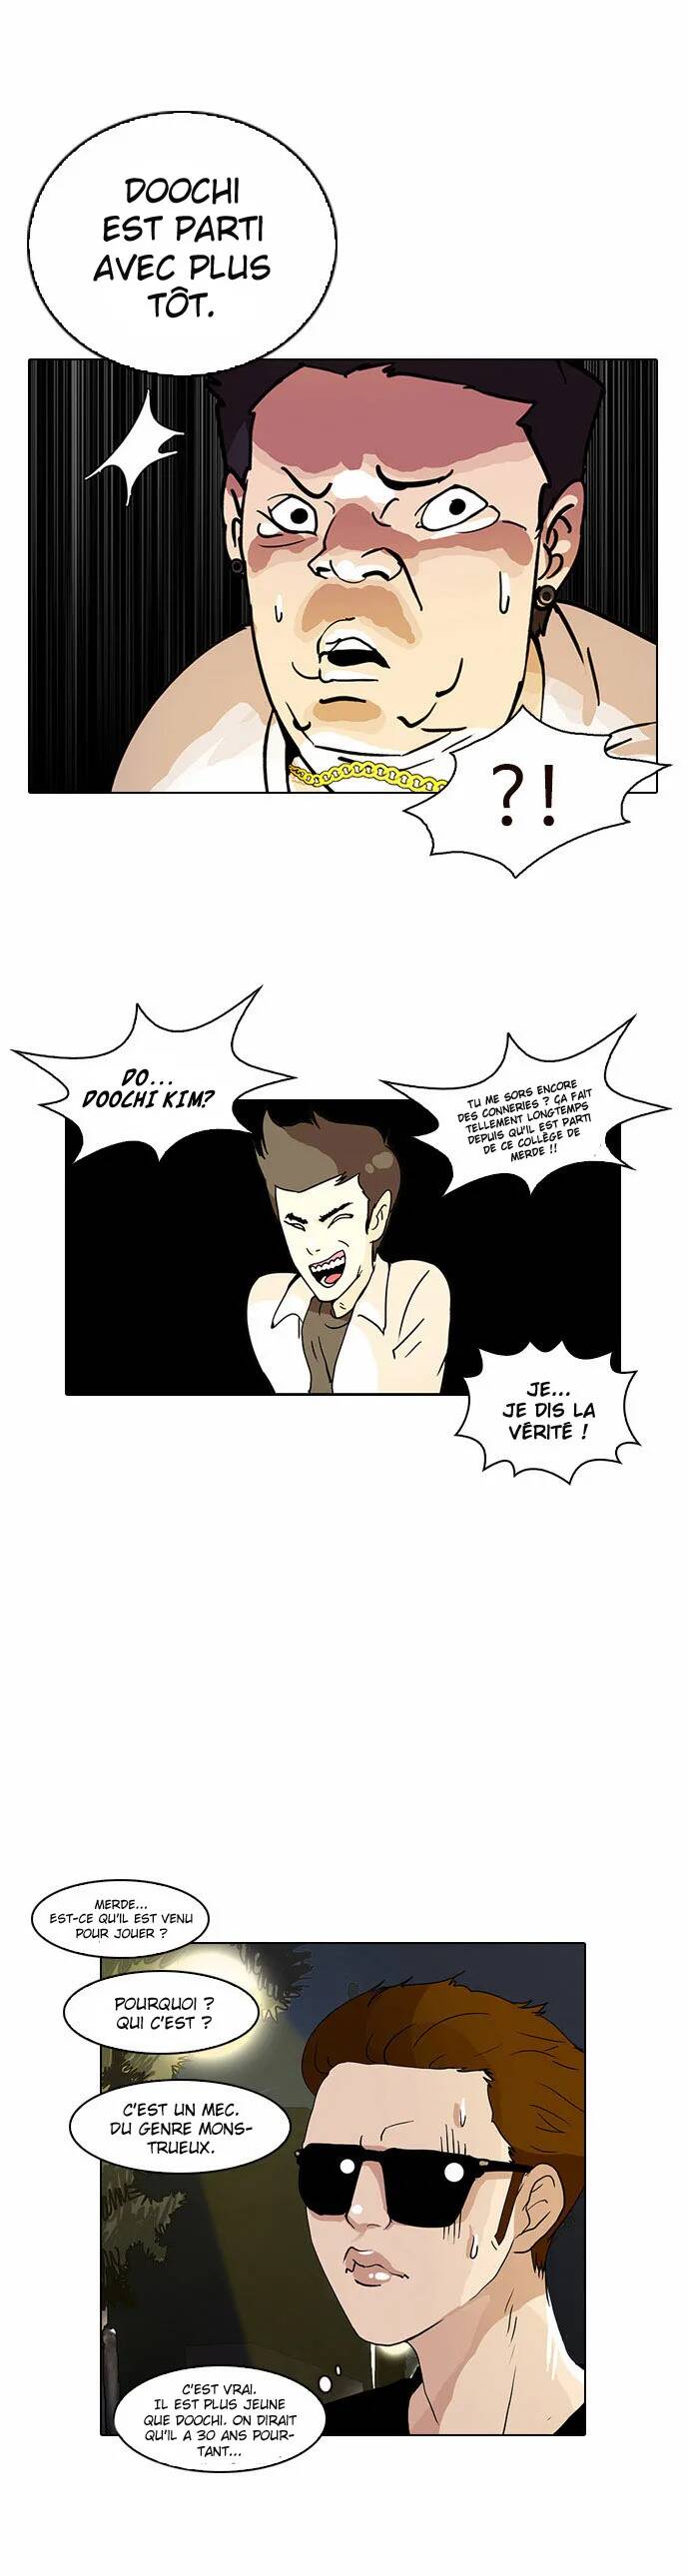 DOOCHI
EST PARTI
AVEC PLUS
TÔT.
?!
DO...
DOOCHI KIM?
TU ME SORS ENCORE
DES CONNERIES ? ÇA FAIT
TELLEMENT LONGTEMPS
DEPUIS QU'IL EST PARTI
DE CE COLLÈGE DE
MERDE !!
JE...
JE DIS LA
VÉRITÉ !
MERDE...
EST-CE QU'IL EST VENU
POUR JOUER ?
POURQUOI ?
QUI C'EST ?
C'EST UN MEC.
DU GENRE MONS-
TRUEUX.
C'EST VRAI.
IL EST PLUS JEUNE
QUE DOOCHI. ON DIRAIT
QU'IL A 30 ANS POUR-
TANT...